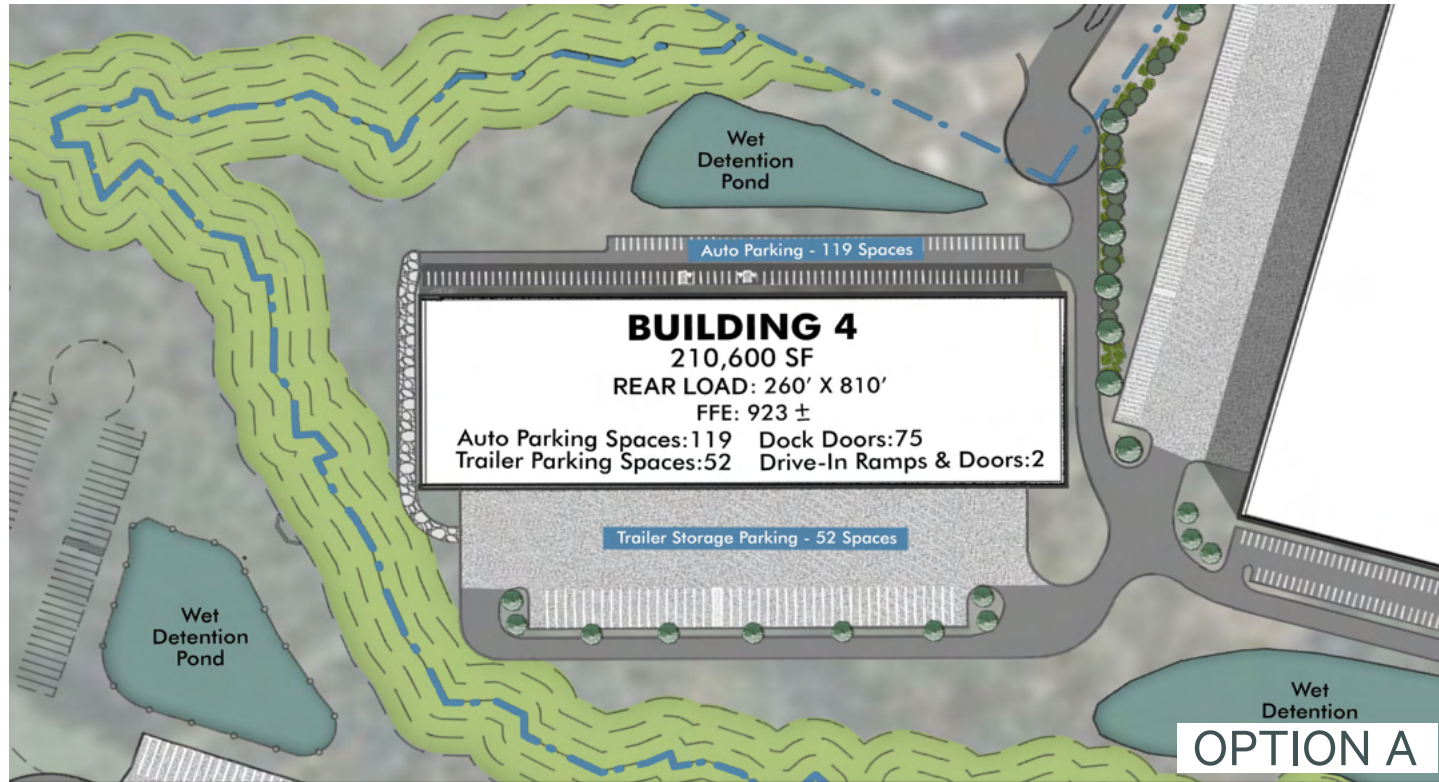 Wet
Detention
Pond
Auto Parking - 119 Spaces
BUILDING 4
210,600 SF
REAR LOAD: 260' X 810'
FFE: 923 ±
Auto Parking Spaces:119 Dock Doors:75
Trailer Parking Spaces:52 Drive-In Ramps & Doors:2
Trailer Storage Parking - 52 Spaces
Wet
Detention
Pond
Wet
Detention
OPTION A